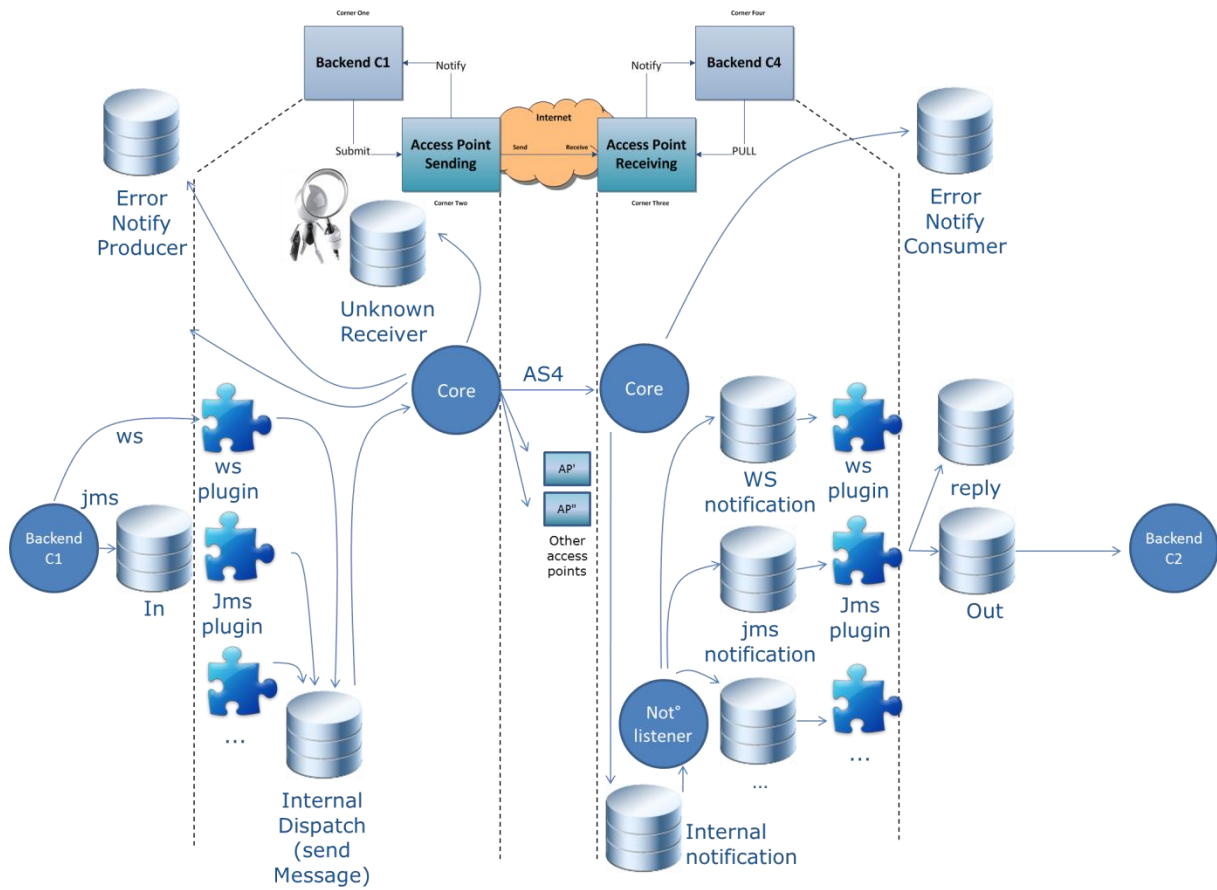 Corner One
Corner Four
Backend C1
Backend C4
Notify
Notify
Internet
Submit
Access Point
Sending
Send
Receive
Access Point
Receiving
PULL
Corner Two
Corner Three
Error
Notify
Producer
Error
Notify
Consumer
Unknown
Receiver
Core
AS4
Core
ws
ws
plugin
jms
Backend
C1
In
Jms
plugin
...
Internal
Dispatch
(send
Message)
AP'
AP"
Other
access
points
WS
notification
ws
plugin
reply
jms
notification
Jms
plugin
Out
Backend
C2
Not°
listener
...
...
Internal
notification